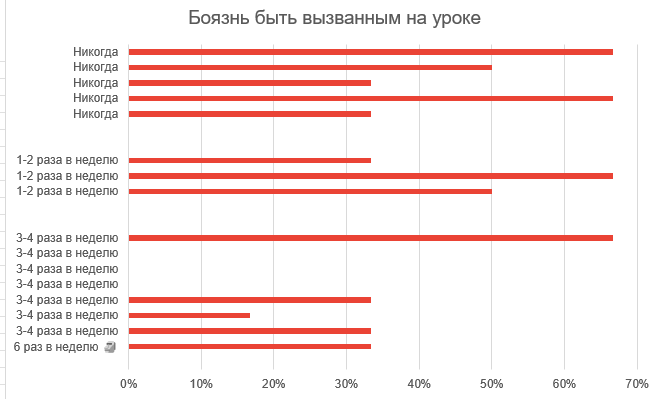 Боязнь быть вызванным на уроке
Никогда
Никогда
Никогда
Никогда
Никогда
1-2 раза в неделю
1-2 раза в неделю
1-2 раза в неделю
3-4 раза в неделю
3-4 раза в неделю
3-4 раза в неделю
3-4 раза в неделю
3-4 раза в неделю
3-4 раза в неделю
3-4 раза в неделю
6 раз в неделю 🗿
0% 10% 20% 30% 40% 50% 60% 70%